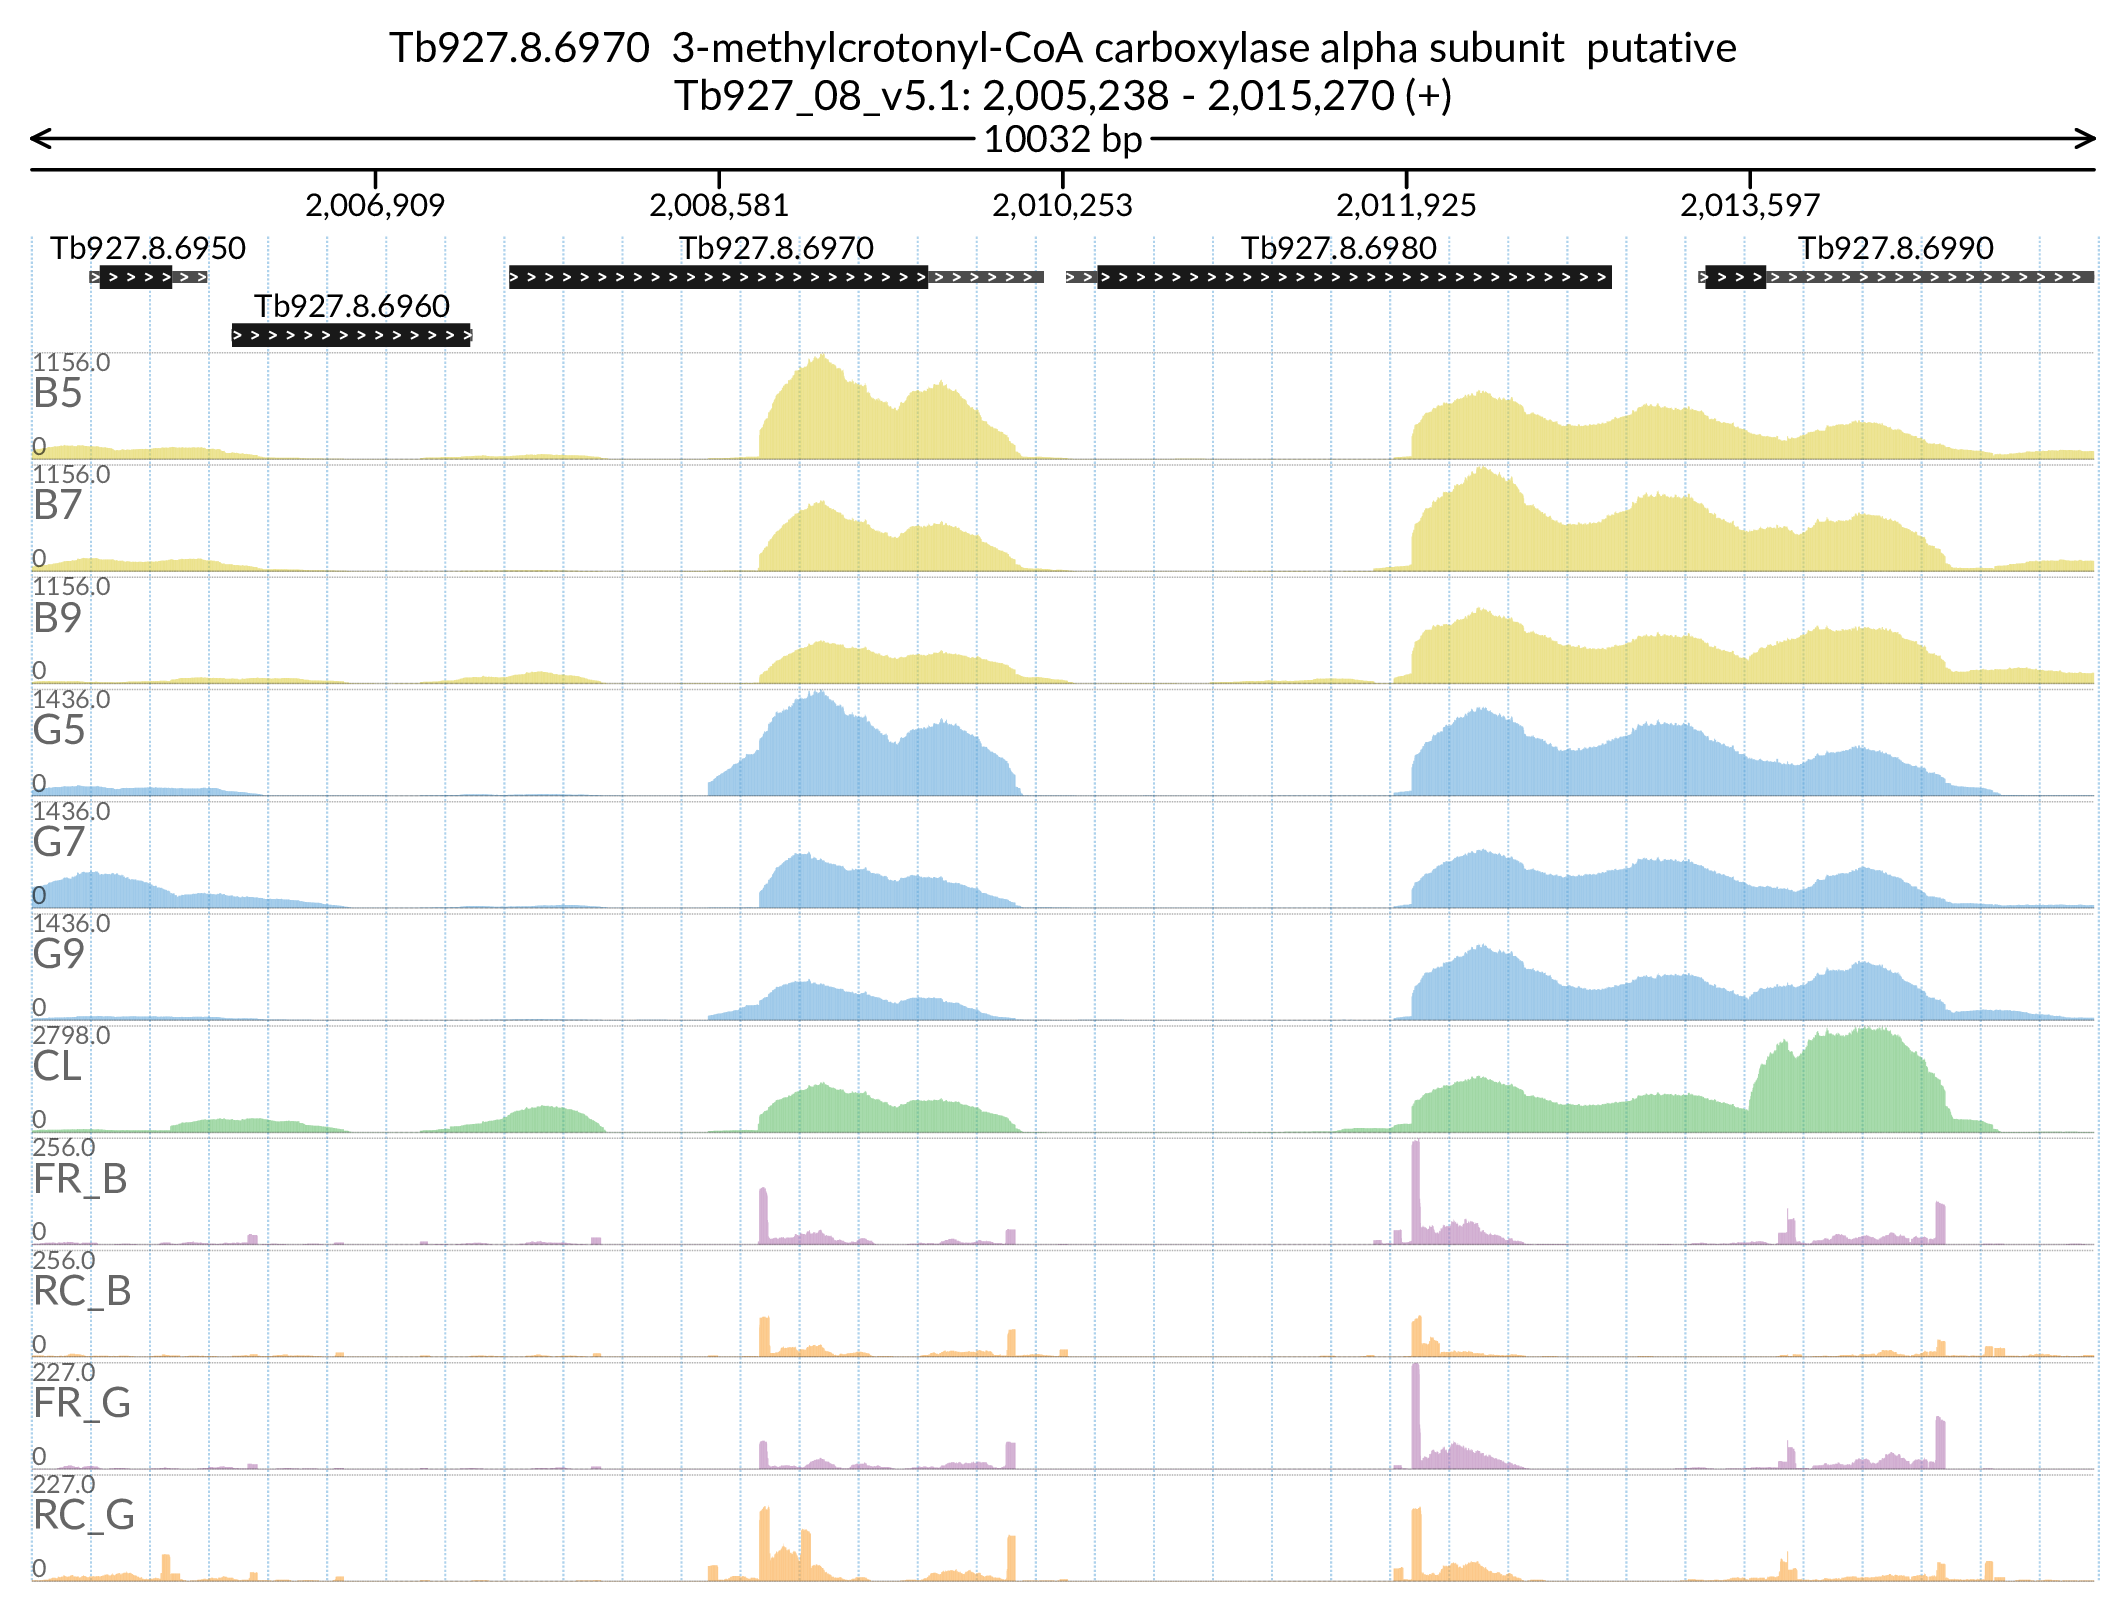 Tb927.8.6970  3-methylcrotonyl-CoA carboxylase alpha subunit  putative
Tb927_08_v5.1: 2,005,238 - 2,015,270 (+)
10032 bp
2,006,909 2,008,581 2,010,253 2,011,925 2,013,597
Tb927.8.6950 Tb927.8.6970 Tb927.8.6980 Tb927.8.6990
Tb927.8.6960
1156.0
B5
0
1156.0
B7
0
1156.0
B9
0
1436.0
G5
0
1436.0
G7
0
1436.0
G9
0
2798.0
CL
0
256.0
FR_B
0
256.0
RC_B
0
227.0
FR_G
0
227.0
RC_G
0